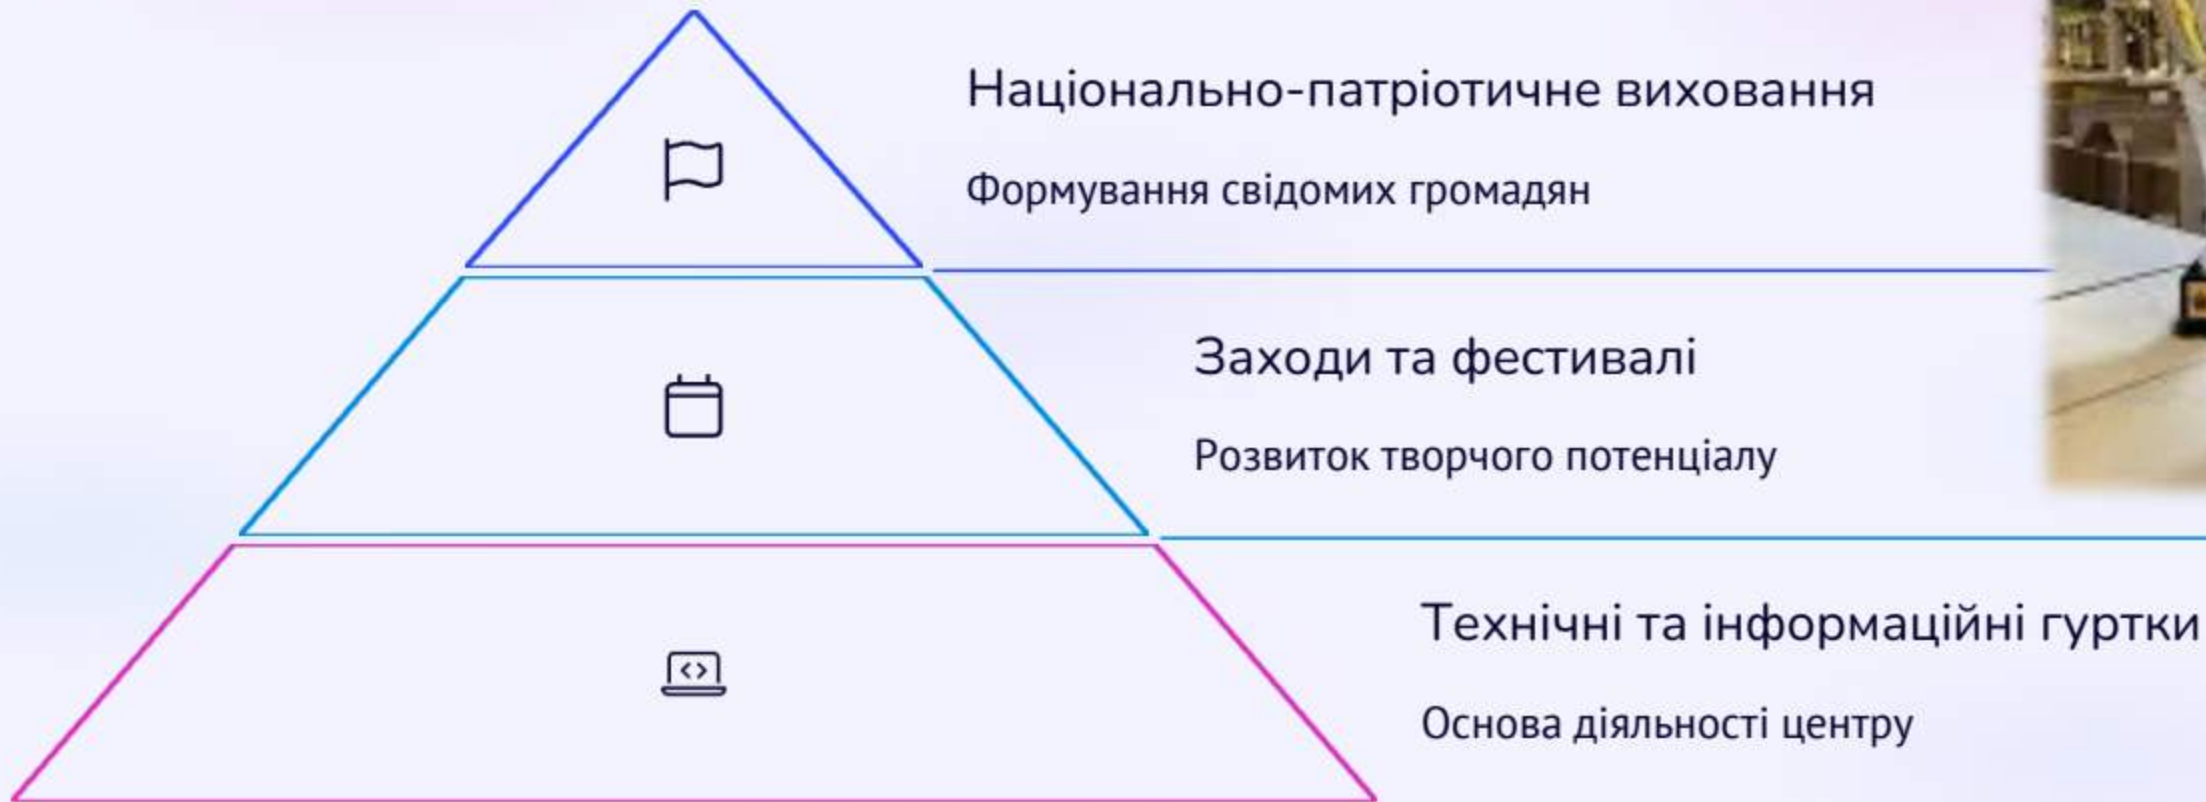 Національно-патріотичне виховання
Формування свідомих громадян
Заходи та фестивалі
Розвиток творчого потенціалу
Технічні та інформаційні гуртки
Основа діяльності центру